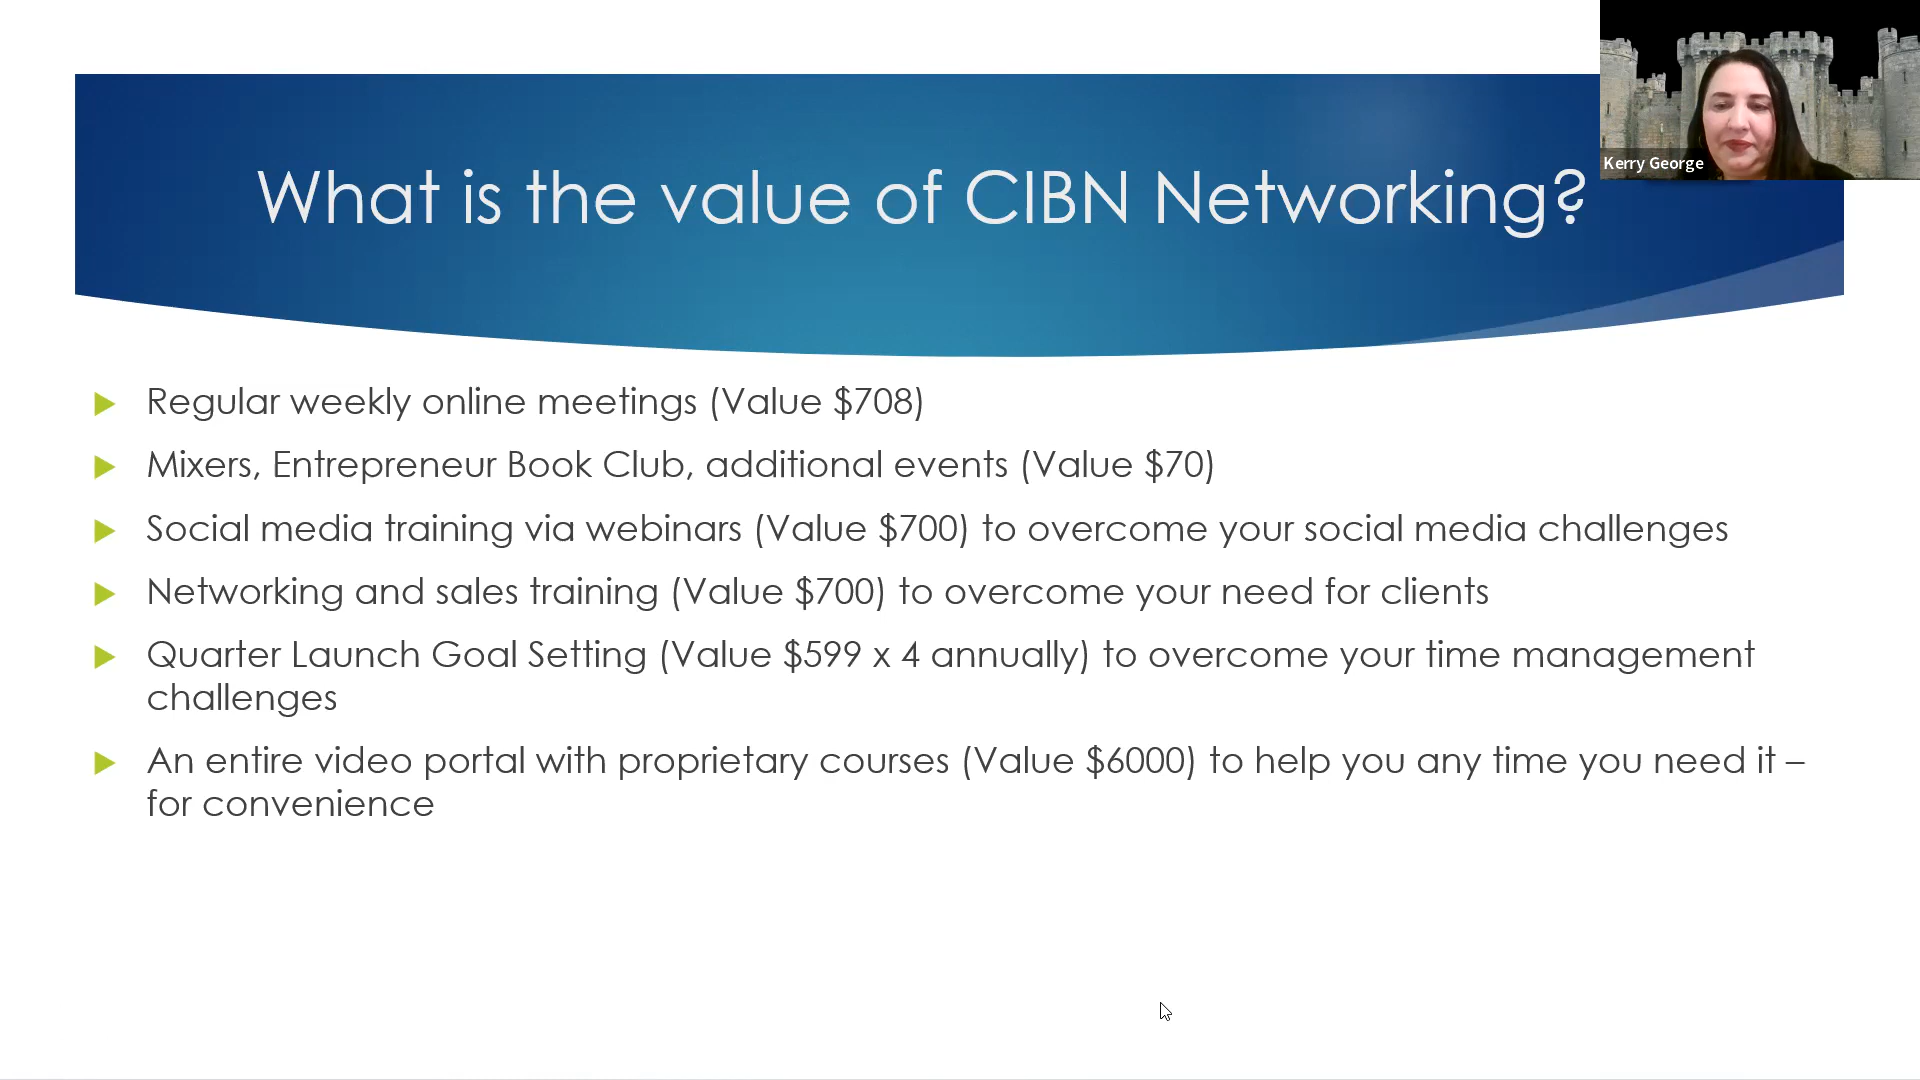 What is the value of CIBN Networking?
Kerry George
Regular weekly online meetings (Value $708)
Mixers, Entrepreneur Book Club, additional events (Value $70)
Social media training via webinars (Value $700) to overcome your social media challenges
Networking and sales training (Value $700) to overcome your need for clients
Quarter Launch Goal Setting (Value $599 x 4 annually) to overcome your time management
challenges
An entire video portal with proprietary courses (Value $6000) to help you any time you need it –
for convenience